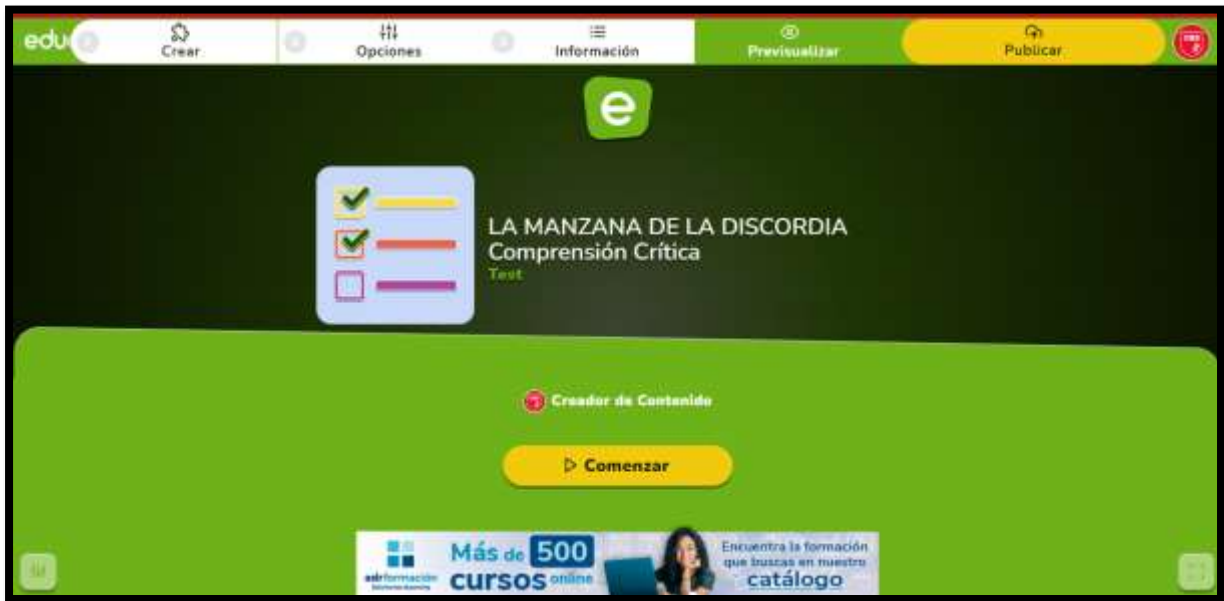 edu
Crear
Opciones
Información
Previsualizar
Publicar
e
LA MANZANA DE LA DISCORDIA
Comprensión Crítica
Test
Creador de Contenido
Comenzar
Más de 500
cursos online
adrformación
Encuentra la formación
que buscas en nuestro
catálogo